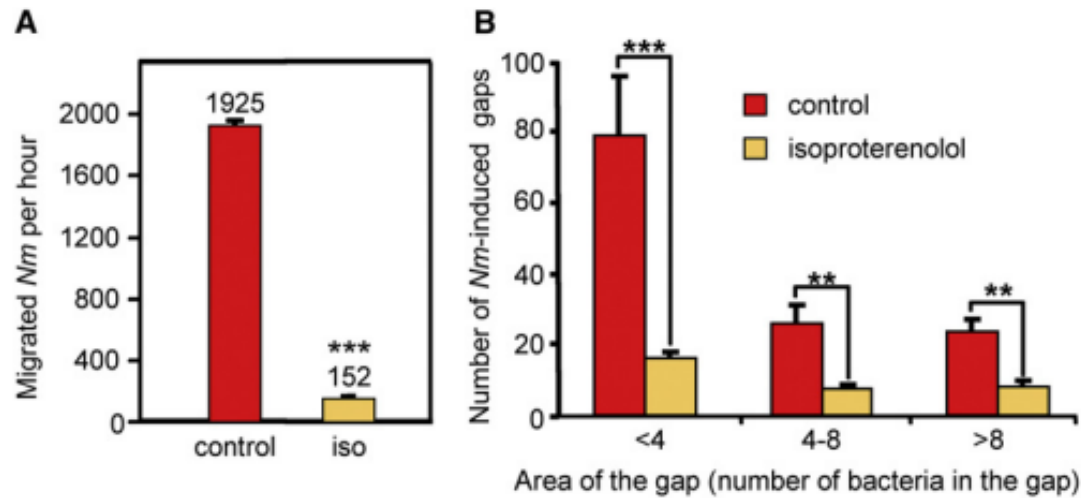 A
Migrated Nm per hour
2000
1600
1200
800
400
0
1925
***
152
control
iso
B
Number of Nm-induced gaps
100
80
60
40
20
0
***
**
**
control
isoproterenolol
<4
4-8
>8
Area of the gap (number of bacteria in the gap)